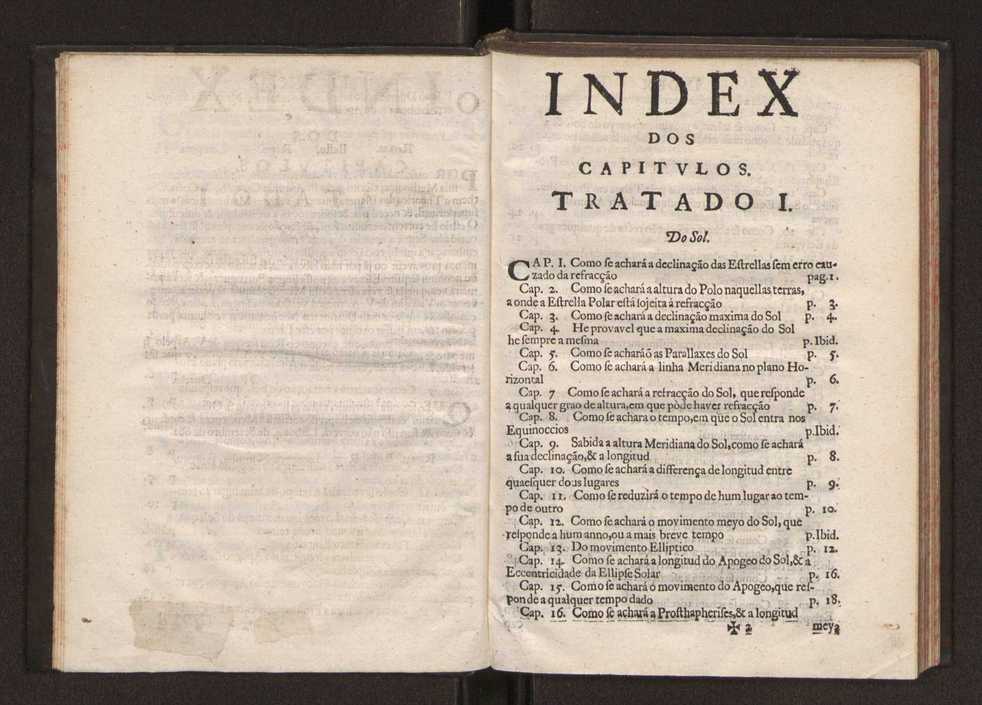 INDEX
DOS
CAPITVLOS.
TRATADO I.
Do Sol.
CAP. I. Como ſe achará a declinação das Eſtrellas ſem erro cau-
zado da refracção pag.1.
Cap. 2. Como ſe achará a altura do Polo naquellas terras,
a onde a Eſtrella Polar eſtá ſojeita à refracção p. 3.
Cap. 3. Como ſe achará a declinação maxima do Sol p. 4.
Cap. 4. He provavel que a maxima declinação do Sol
he ſempre a meſma p.Ibid.
Cap. 5. Como ſe acharáõ as Parallaxes do Sol p. 5.
Cap. 6. Como ſe achará a linha Meridiana no plano Ho-
rizontal p. 6.
Cap. 7 Como ſe achará a refracção do Sol, que reſponde
a qualquer grao de altura,em que pòde haver refracção p. 7.
Cap. 8. Como ſe achara o tempo,em que o Sol entra nos
Equinoccios p.Ibid.
Cap. 9. Sabida a altura Meridiana do Sol,como ſe achará
a ſua declinação,& a longitud p. 8.
Cap. 10. Como ſe achará a differença de longitud entre
quaeſquer dous lugares p. 9.
Cap. 11. Como ſe reduzirá o tempo de hum lugar ao tem-
po de outro p. 10.
Cap. 12. Como ſe achará o movimento meyo do Sol, que
reſponde a hum anno,ou a mais breve tempo p.Ibid.
Cap. 13. Do movimento Elliptico p. 12.
Cap. 14. Como ſe achará a longitud do Apogeo do Sol,& a
Eccentricidade da Ellipſe Solar p. 16.
Cap. 15. Como ſe achará o movimento do Apogeo,que reſ-
ponde a qualquer tempo dado p. 18.
Cap. 16. Como ſe achará a Proſthapheriſes,& a longitud
✠ 2 meya